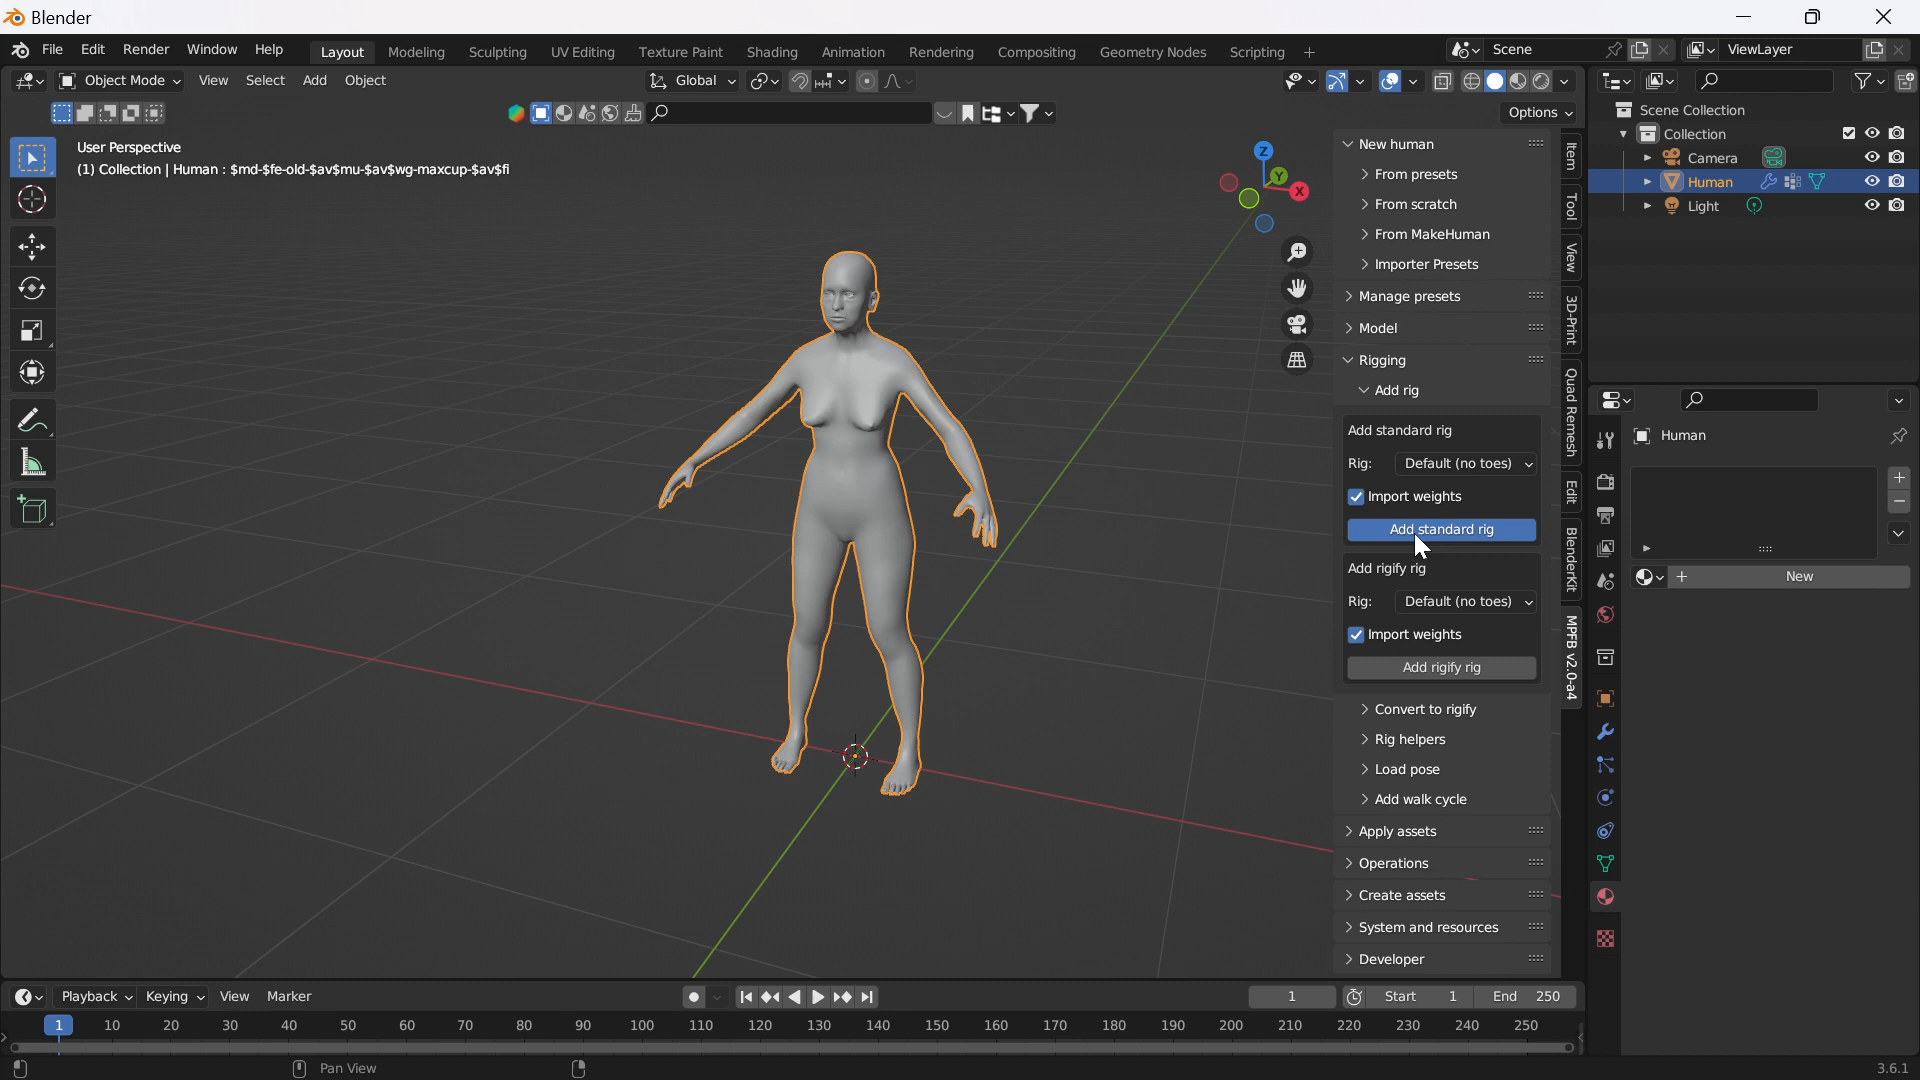 Blender
File Edit Render Window Help Layout Modeling Sculpting UV Editing Texture Paint Shading Animation Rendering Compositing Geometry Nodes Scripting + Scene ViewLayer
Object Mode View Select Add Object Global
Options
User Perspective
(1) Collection | Human : $md-$fe-old-$av$mu-$av$wg-maxcup-$av$fi
Z
Y
X
New human
From presets
From scratch
From MakeHuman
Importer Presets
Manage presets
Model
Rigging
Add rig
Add standard rig
Rig: Default (no toes)
Import weights
Add standard rig
Add rigify rig
Rig: Default (no toes)
Import weights
Add rigify rig
Convert to rigify
Rig helpers
Load pose
Add walk cycle
Apply assets
Operations
Create assets
System and resources
Developer
Item
Tool
View
3D-Print
Quad Remesh
Edit
BlenderKit
MPFB v2.0-a4
Scene Collection
Collection
Camera
Human
Light
Human
+ New
Playback Keying View Marker 1 Start 1 End 250
1 10 20 30 40 50 60 70 80 90 100 110 120 130 140 150 160 170 180 190 200 210 220 230 240 250
Pan View 3.6.1